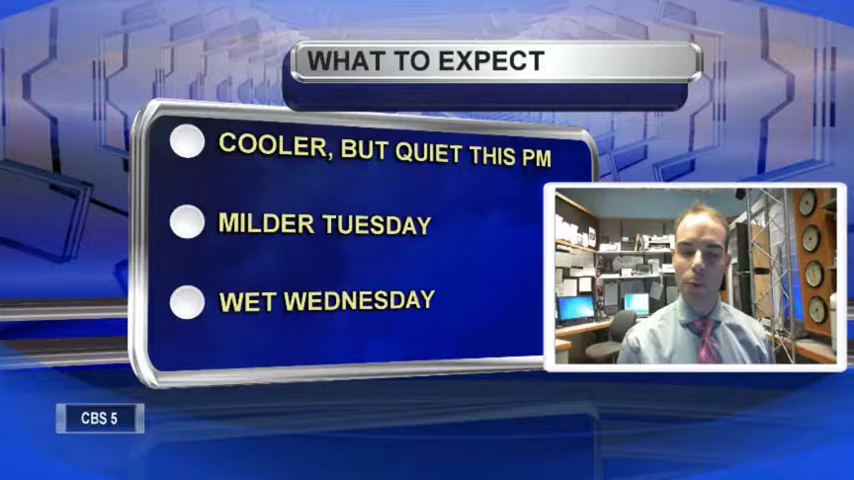 WHAT TO EXPECT
COOLER, BUT QUIET THIS PM
MILDER TUESDAY
WET WEDNESDAY
CBS 5